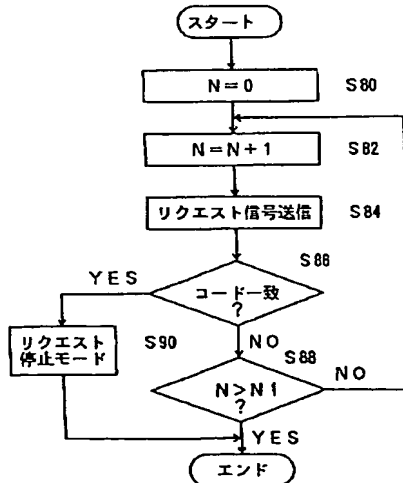 スタート
N=0 S80
N=N+1 S82
リクエスト信号送信 S84
S86
YES
コード一致
?
リクエスト
停止モード
S90
NO
S88
N>N1
?
NO
YES
エンド